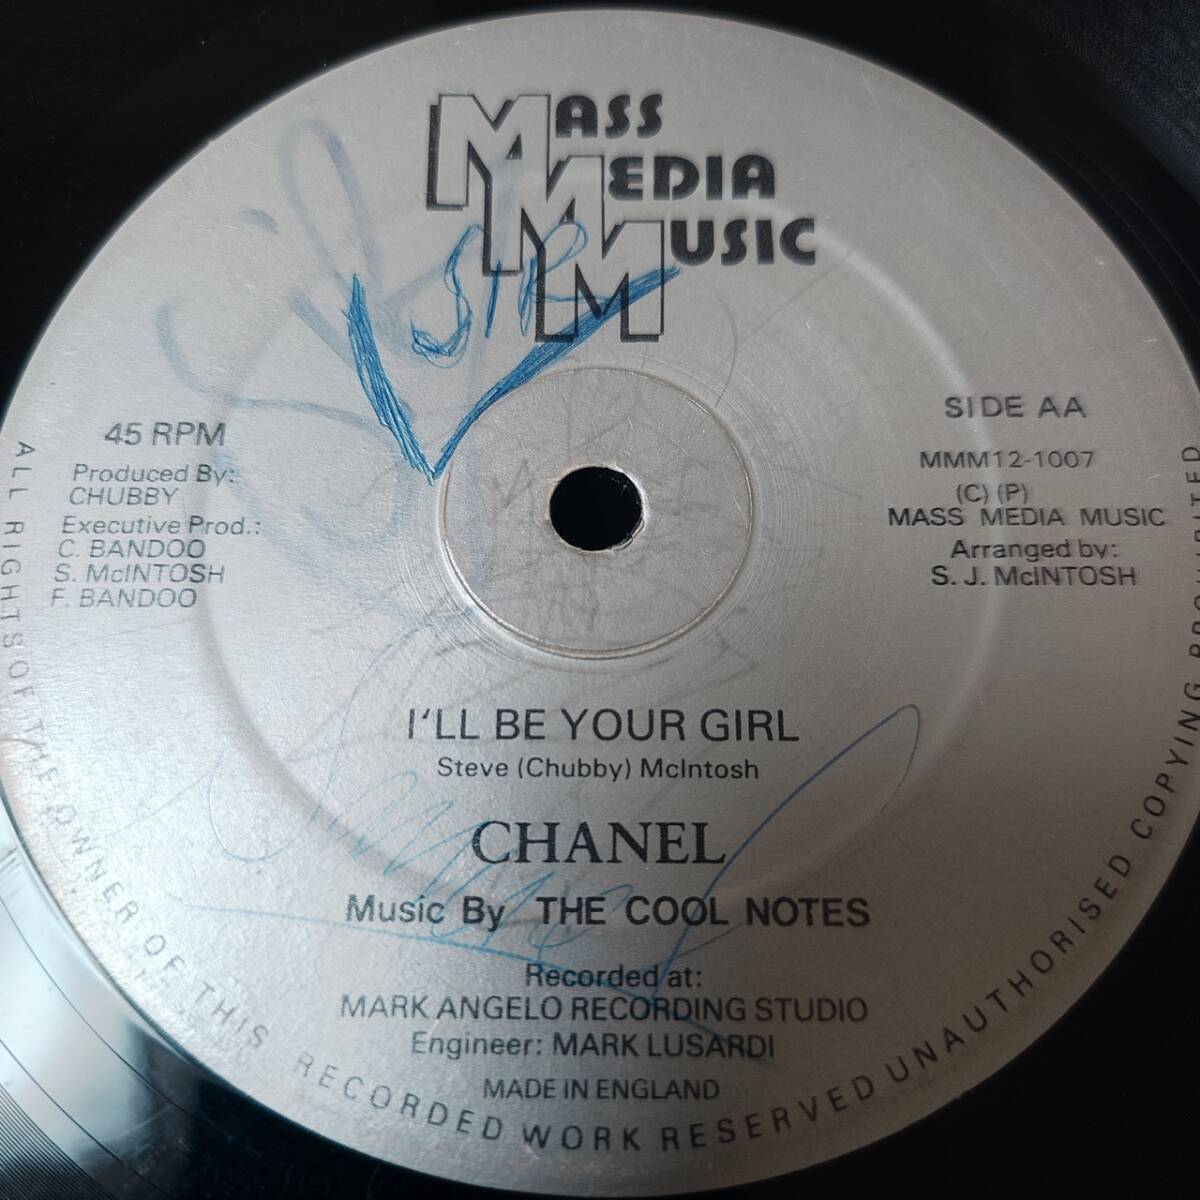 MASS
MEDIA
MUSIC
SIR
45 RPM
Produced By:
CHUBBY
Executive Prod.:
C. BANDOO
S. McINTOSH
F. BANDOO
SIDE AA
MMM12-1007
(C) (P)
MASS MEDIA MUSIC
Arranged by:
S. J. McINTOSH
I'LL BE YOUR GIRL
Steve (Chubby) McIntosh
CHANEL
Music By THE COOL NOTES
Recorded at:
MARK ANGELO RECORDING STUDIO
Engineer: MARK LUSARDI
MADE IN ENGLAND
ALL RIGHTS OF THE OWNER OF THIS RECORDED WORK RESERVED UNAUTHORISED COPYING PROHIBITED